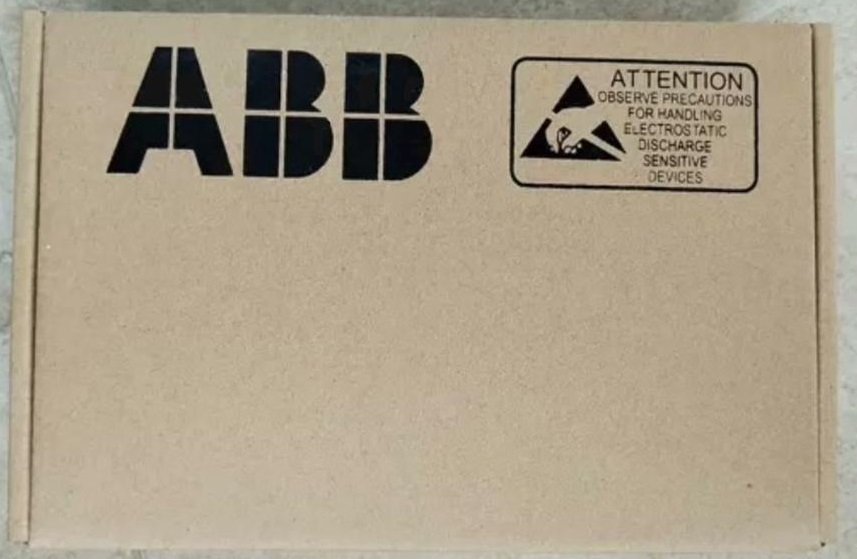 ABB
ATTENTION
OBSERVE PRECAUTIONS
FOR HANDLING
ELECTROSTATIC
DISCHARGE
SENSITIVE
DEVICES